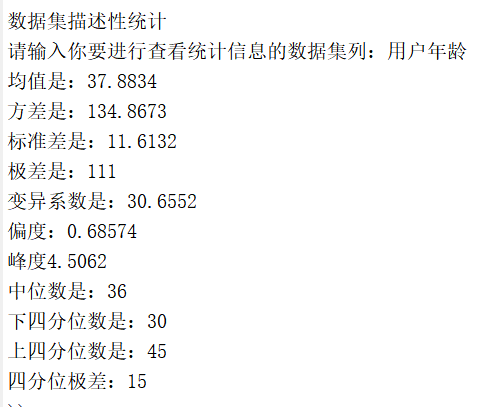 数据集描述性统计
请输入你要进行查看统计信息的数据集列：用户年龄
均值是：37.8834
方差是：134.8673
标准差是：11.6132
极差是：111
变异系数是：30.6552
偏度：0.68574
峰度4.5062
中位数是：36
下四分位数是：30
上四分位数是：45
四分位极差：15